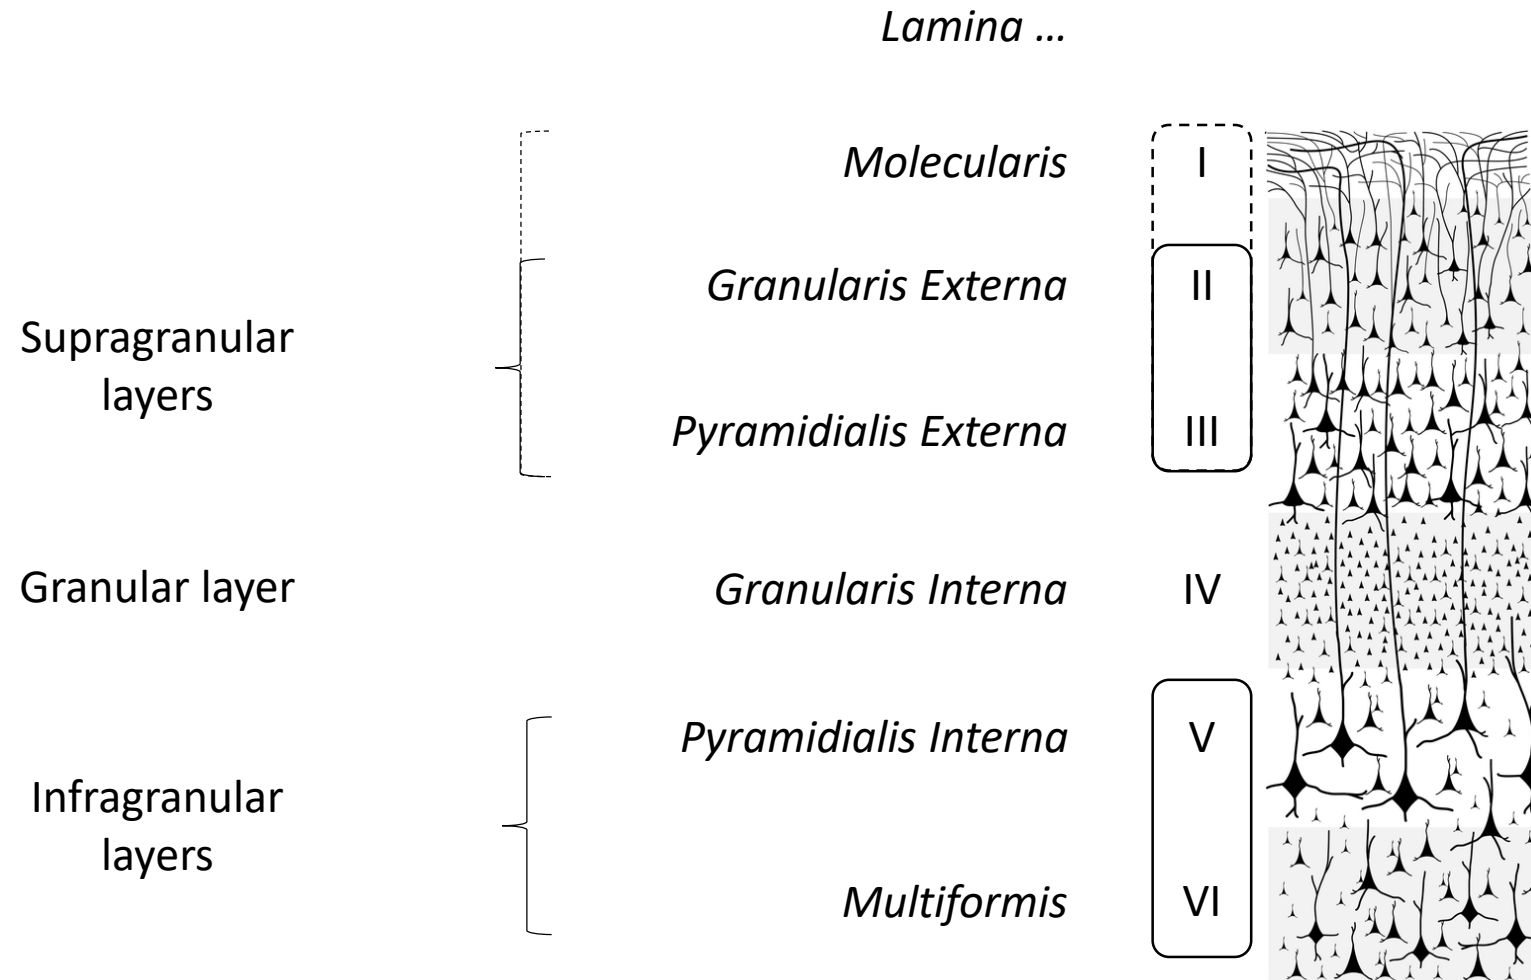 Lamina ...
Molecularis
I
Granularis Externa
II
Supragranular
layers
Pyramidialis Externa
III
Granular layer
Granularis Interna
IV
Pyramidialis Interna
V
Infragranular
layers
Multiformis
VI